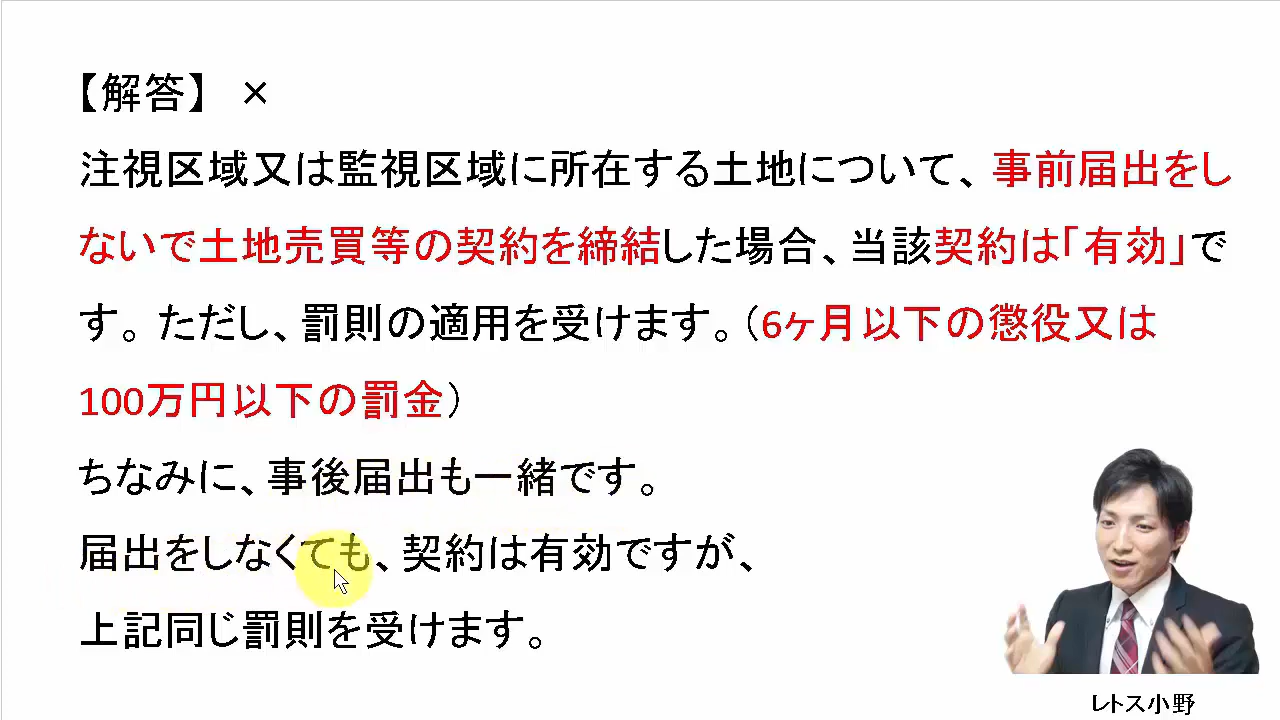 【解答】 ×
注視区域又は監視区域に所在する土地について、事前届出をし
ないで土地売買等の契約を締結した場合、当該契約は「有効」で
す。ただし、罰則の適用を受けます。（6ヶ月以下の懲役又は
100万円以下の罰金）
ちなみに、事後届出も一緒です。
届出をしなくても、契約は有効ですが、
上記同じ罰則を受けます。
レトス小野